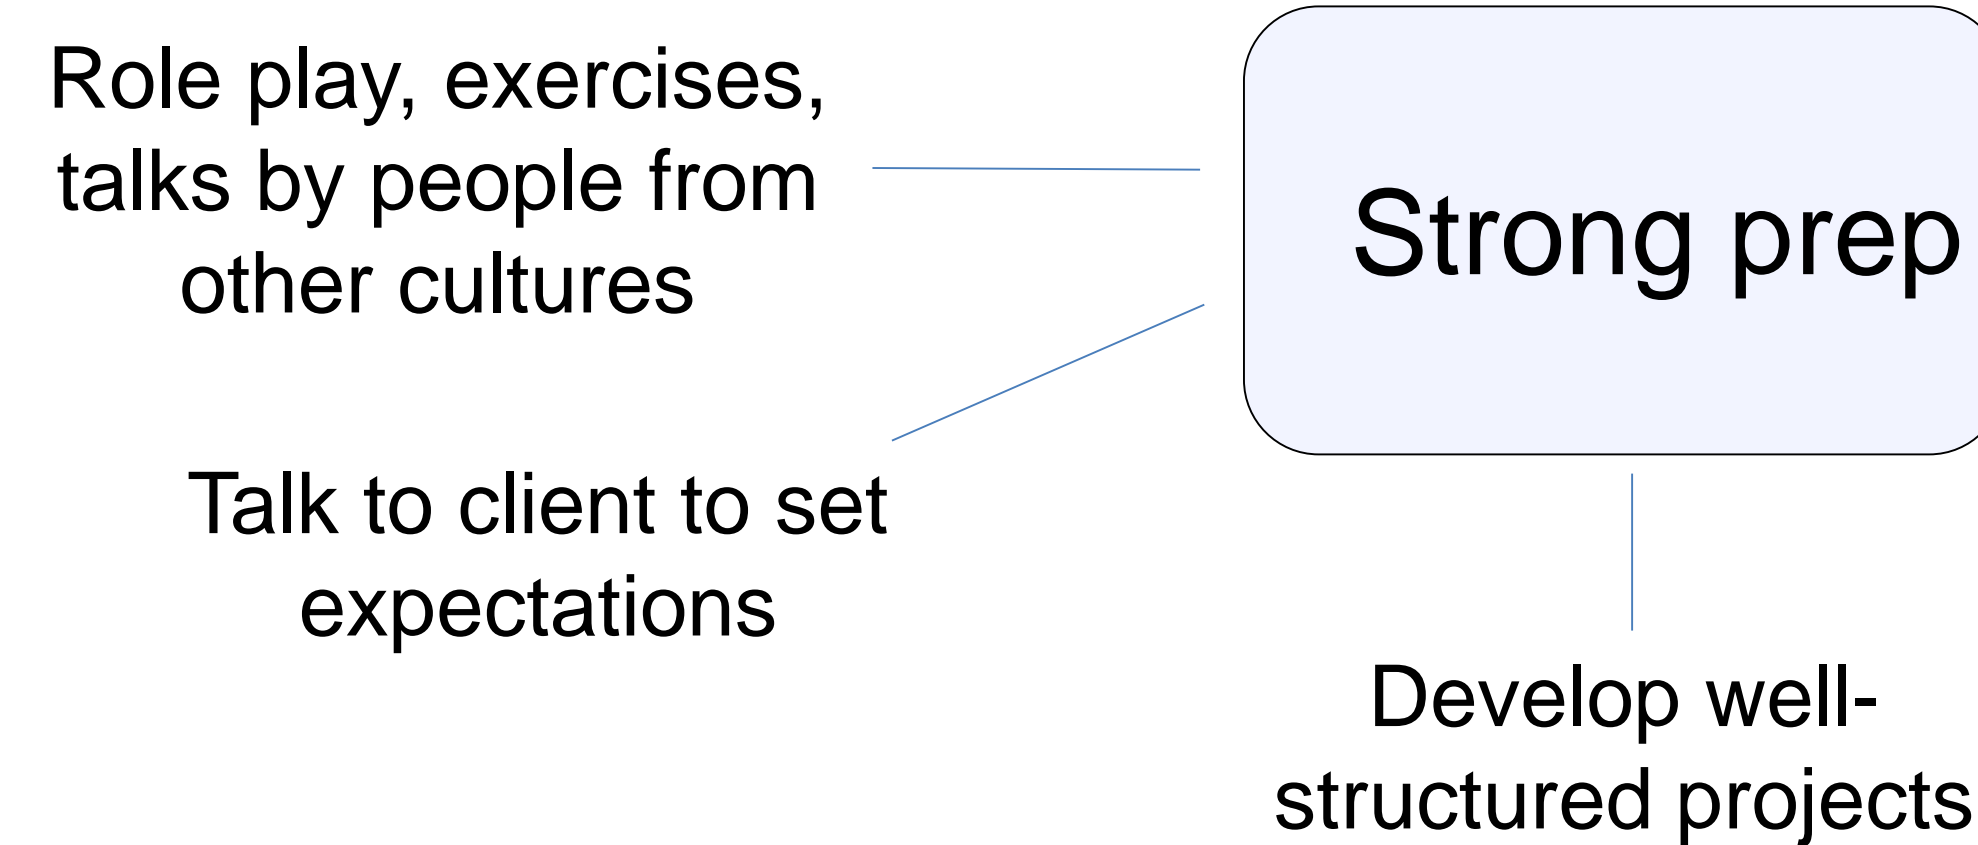 Role play, exercises,
talks by people from
other cultures
Strong prep
Talk to client to set
expectations
Develop well-
structured projects